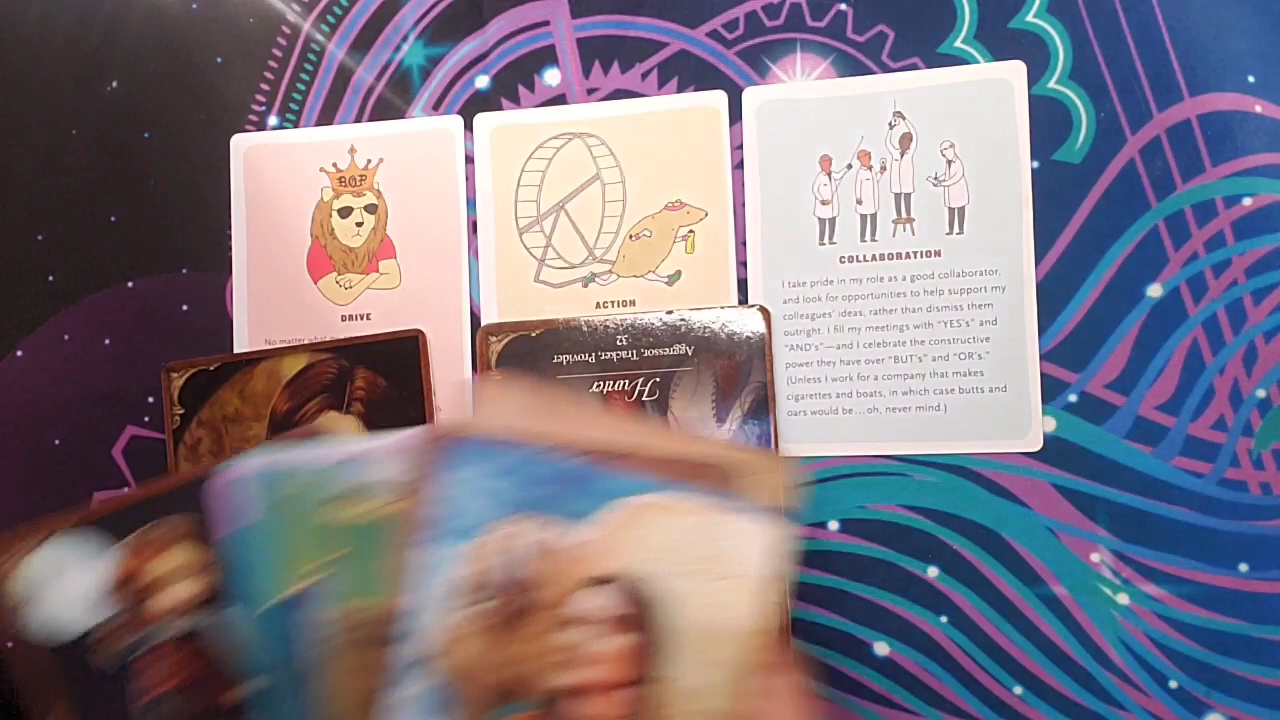 B.O.P
DRIVE
No matter what
ACTION
Hunter
Aggressor, Tracker, Provider
32
COLLABORATION
I take pride in my role as a good collaborator,
and look for opportunities to help support my
colleagues' ideas, rather than dismiss them
outright. I fill my meetings with "YES's" and
"AND's"—and I celebrate the constructive
power they have over "BUT's" and "OR's."
(Unless I work for a company that makes
cigarettes and boats, in which case butts and
oars would be...oh, never mind.)